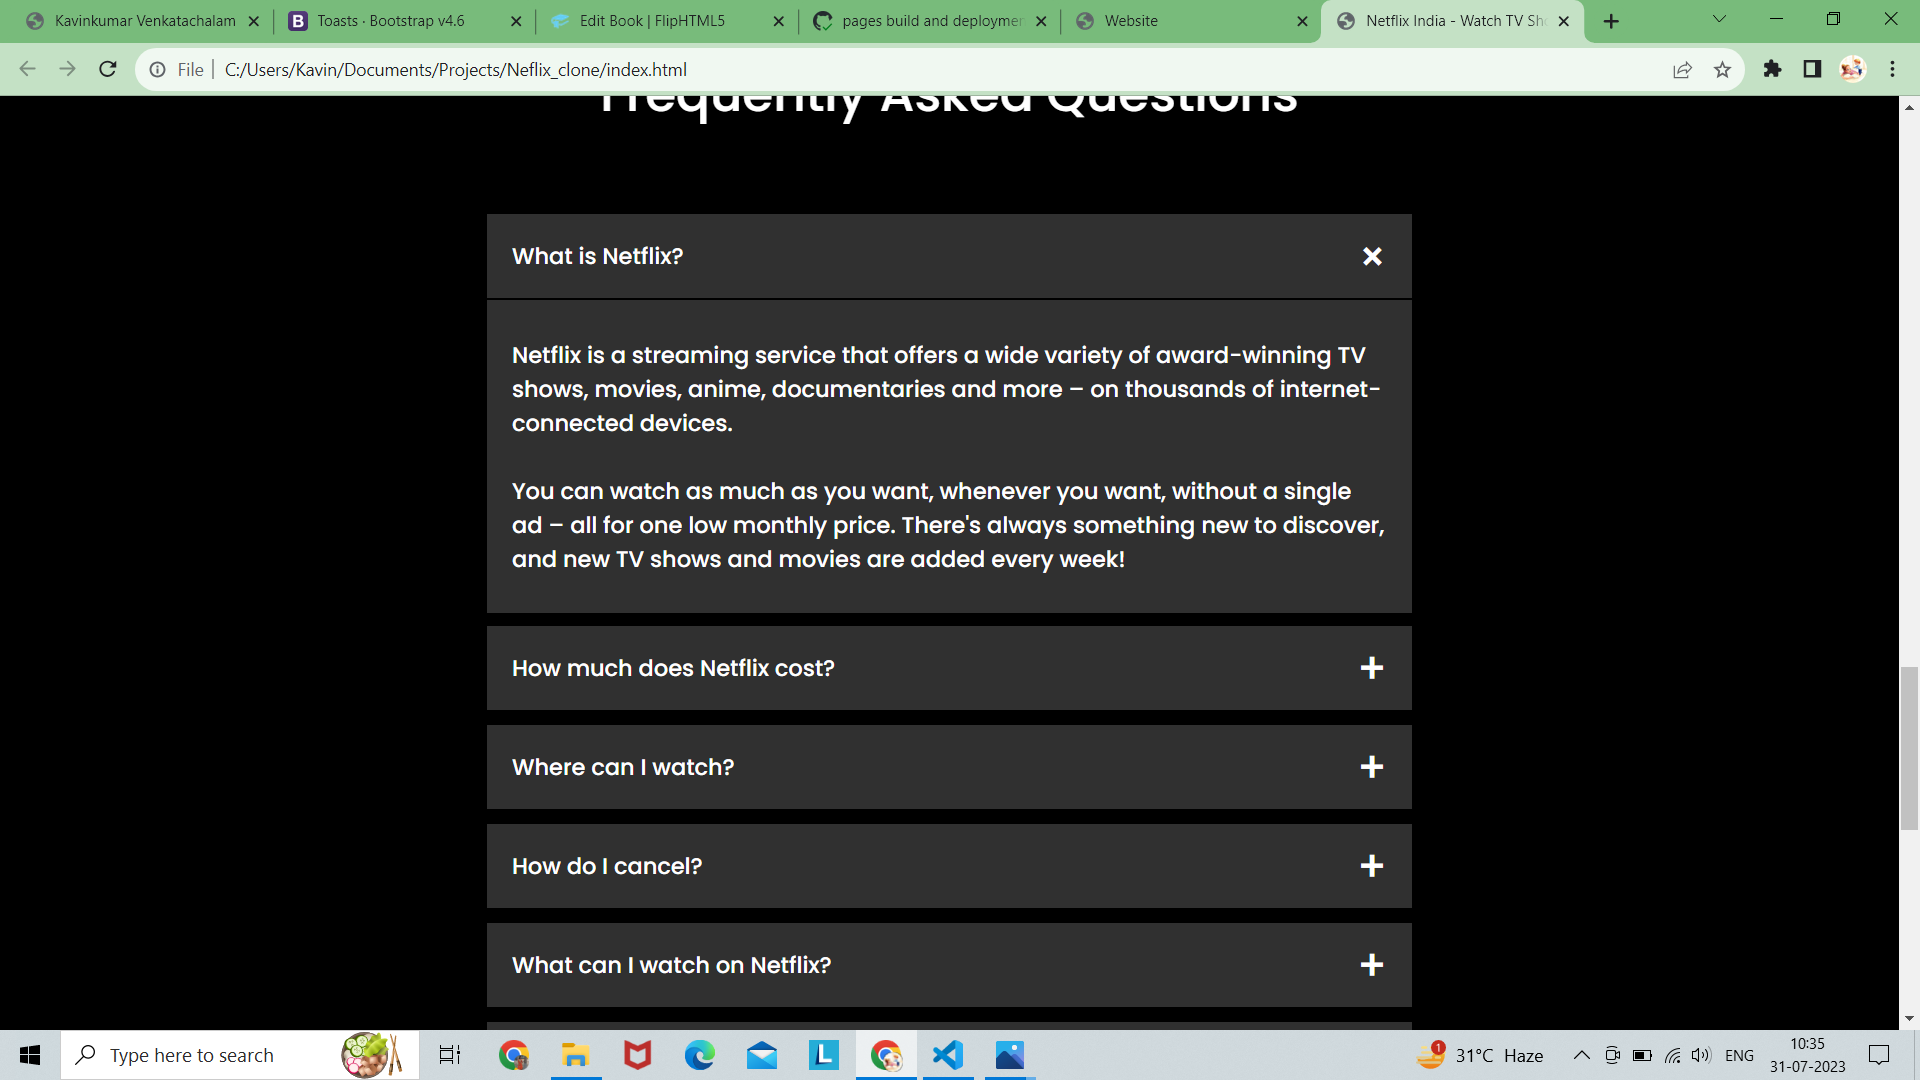 Kavinkumar Venkatachalam
Toasts · Bootstrap v4.6
Edit Book | FlipHTML5
pages build and deploymen
Website
Netflix India - Watch TV Sh
File
C:/Users/Kavin/Documents/Projects/Neflix_clone/index.html
Frequently Asked Questions
What is Netflix?
Netflix is a streaming service that offers a wide variety of award-winning TV
shows, movies, anime, documentaries and more – on thousands of internet-
connected devices.
You can watch as much as you want, whenever you want, without a single
ad – all for one low monthly price. There's always something new to discover,
and new TV shows and movies are added every week!
How much does Netflix cost?
Where can I watch?
How do I cancel?
What can I watch on Netflix?
Type here to search
L
1
31°C Haze
ENG
10:35
31-07-2023